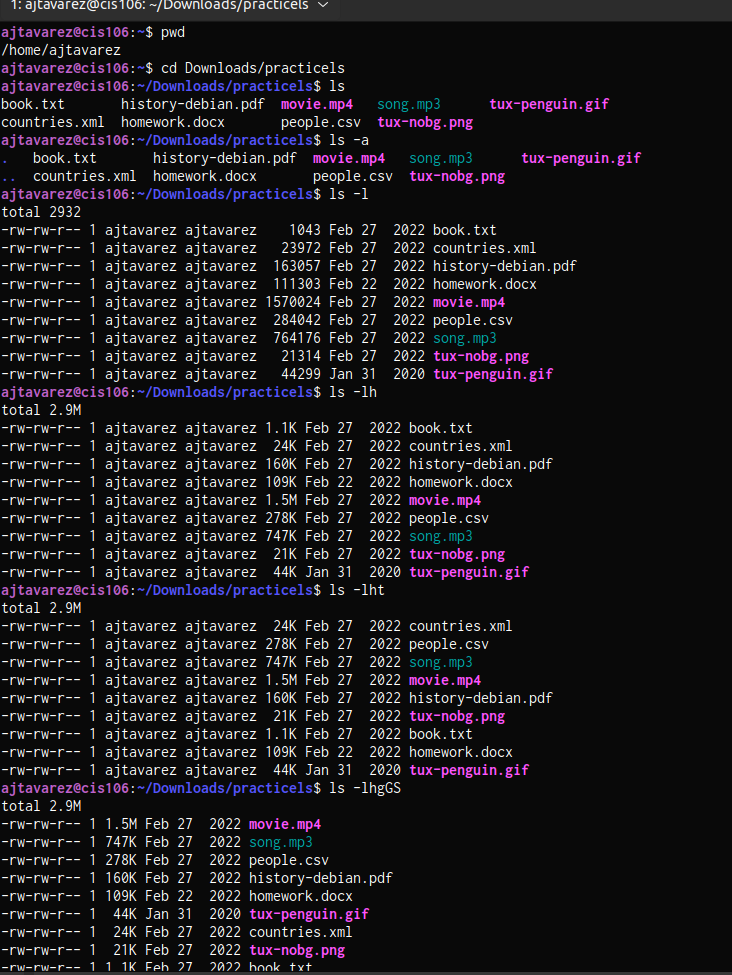 1: ajtavarez@cis106: ~/Downloads/practicels
ajtavarez@cis106:~$ pwd
/home/ajtavarez
ajtavarez@cis106:~$ cd Downloads/practicels
ajtavarez@cis106:~/Downloads/practicels$ ls
book.txt       history-debian.pdf  movie.mp4   song.mp3      tux-penguin.gif
countries.xml  homework.docx       people.csv  tux-nobg.png
ajtavarez@cis106:~/Downloads/practicels$ ls -a
.   book.txt       history-debian.pdf  movie.mp4   song.mp3      tux-penguin.gif
..  countries.xml  homework.docx       people.csv  tux-nobg.png
ajtavarez@cis106:~/Downloads/practicels$ ls -l
total 2932
-rw-rw-r-- 1 ajtavarez ajtavarez    1043 Feb 27  2022 book.txt
-rw-rw-r-- 1 ajtavarez ajtavarez   23972 Feb 27  2022 countries.xml
-rw-rw-r-- 1 ajtavarez ajtavarez  163057 Feb 27  2022 history-debian.pdf
-rw-rw-r-- 1 ajtavarez ajtavarez  111303 Feb 22  2022 homework.docx
-rw-rw-r-- 1 ajtavarez ajtavarez 1570024 Feb 27  2022 movie.mp4
-rw-rw-r-- 1 ajtavarez ajtavarez  284042 Feb 27  2022 people.csv
-rw-rw-r-- 1 ajtavarez ajtavarez  764176 Feb 27  2022 song.mp3
-rw-rw-r-- 1 ajtavarez ajtavarez   21314 Feb 27  2022 tux-nobg.png
-rw-rw-r-- 1 ajtavarez ajtavarez   44299 Jan 31  2020 tux-penguin.gif
ajtavarez@cis106:~/Downloads/practicels$ ls -lh
total 2.9M
-rw-rw-r-- 1 ajtavarez ajtavarez 1.1K Feb 27  2022 book.txt
-rw-rw-r-- 1 ajtavarez ajtavarez  24K Feb 27  2022 countries.xml
-rw-rw-r-- 1 ajtavarez ajtavarez 160K Feb 27  2022 history-debian.pdf
-rw-rw-r-- 1 ajtavarez ajtavarez 109K Feb 22  2022 homework.docx
-rw-rw-r-- 1 ajtavarez ajtavarez 1.5M Feb 27  2022 movie.mp4
-rw-rw-r-- 1 ajtavarez ajtavarez 278K Feb 27  2022 people.csv
-rw-rw-r-- 1 ajtavarez ajtavarez 747K Feb 27  2022 song.mp3
-rw-rw-r-- 1 ajtavarez ajtavarez  21K Feb 27  2022 tux-nobg.png
-rw-rw-r-- 1 ajtavarez ajtavarez  44K Jan 31  2020 tux-penguin.gif
ajtavarez@cis106:~/Downloads/practicels$ ls -lht
total 2.9M
-rw-rw-r-- 1 ajtavarez ajtavarez  24K Feb 27  2022 countries.xml
-rw-rw-r-- 1 ajtavarez ajtavarez 278K Feb 27  2022 people.csv
-rw-rw-r-- 1 ajtavarez ajtavarez 747K Feb 27  2022 song.mp3
-rw-rw-r-- 1 ajtavarez ajtavarez 1.5M Feb 27  2022 movie.mp4
-rw-rw-r-- 1 ajtavarez ajtavarez 160K Feb 27  2022 history-debian.pdf
-rw-rw-r-- 1 ajtavarez ajtavarez  21K Feb 27  2022 tux-nobg.png
-rw-rw-r-- 1 ajtavarez ajtavarez 1.1K Feb 27  2022 book.txt
-rw-rw-r-- 1 ajtavarez ajtavarez 109K Feb 22  2022 homework.docx
-rw-rw-r-- 1 ajtavarez ajtavarez  44K Jan 31  2020 tux-penguin.gif
ajtavarez@cis106:~/Downloads/practicels$ ls -lhgGS
total 2.9M
-rw-rw-r-- 1 1.5M Feb 27  2022 movie.mp4
-rw-rw-r-- 1 747K Feb 27  2022 song.mp3
-rw-rw-r-- 1 278K Feb 27  2022 people.csv
-rw-rw-r-- 1 160K Feb 27  2022 history-debian.pdf
-rw-rw-r-- 1 109K Feb 22  2022 homework.docx
-rw-rw-r-- 1  44K Jan 31  2020 tux-penguin.gif
-rw-rw-r-- 1  24K Feb 27  2022 countries.xml
-rw-rw-r-- 1  21K Feb 27  2022 tux-nobg.png
-rw-rw-r-- 1 1.1K Feb 27  2022 book.txt